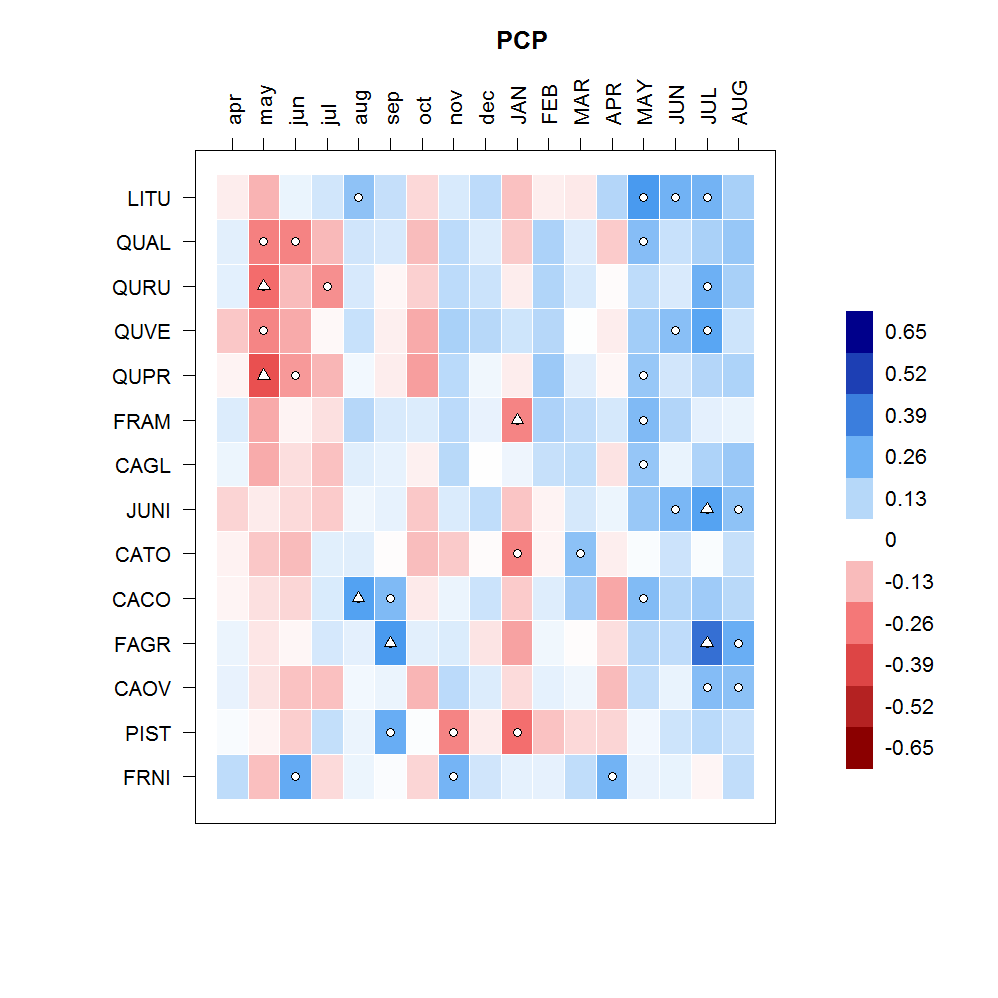 PCP
apr may jun jul aug sep oct nov dec JAN FEB MAR APR MAY JUN JUL AUG
LITU
QUAL
QURU
QUVE
QUPR
FRAM
CAGL
JUNI
CATO
CACO
FAGR
CAOV
PIST
FRNI
0.65
0.52
0.39
0.26
0.13
0
-0.13
-0.26
-0.39
-0.52
-0.65